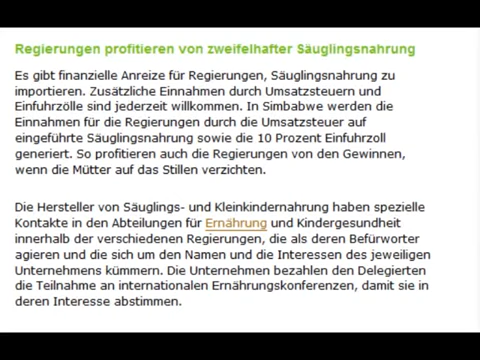 Regierungen profitieren von zweifelhafter Säuglingsnahrung
Es gibt finanzielle Anreize für Regierungen, Säuglingsnahrung zu
importieren. Zusätzliche Einnahmen durch Umsatzsteuern und
Einfuhrzölle sind jederzeit willkommen. In Simbabwe werden die
Einnahmen für die Regierungen durch die Umsatzsteuer auf
eingeführte Säuglingsnahrung sowie die 10 Prozent Einfuhrzoll
generiert. So profitieren auch die Regierungen von den Gewinnen,
wenn die Mütter auf das Stillen verzichten.
Die Hersteller von Säuglings- und Kleinkindernahrung haben spezielle
Kontakte in den Abteilungen für Ernährung und Kindergesundheit
innerhalb der verschiedenen Regierungen, die als deren Befürworter
agieren und die sich um den Namen und die Interessen des jeweiligen
Unternehmens kümmern. Die Unternehmen bezahlen den Delegierten
die Teilnahme an internationalen Ernährungskonferenzen, damit sie in
deren Interesse abstimmen.